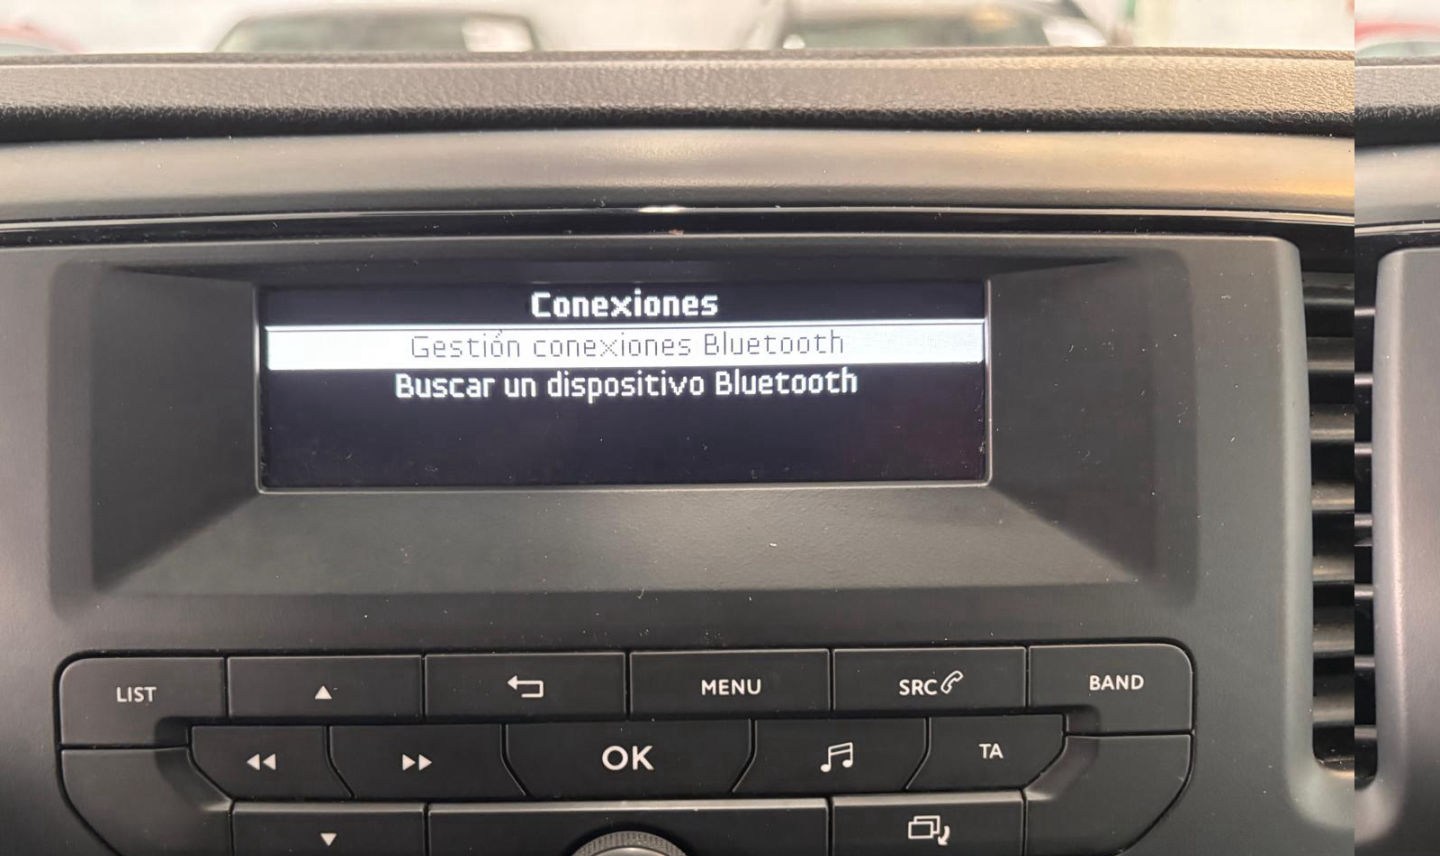 Conexiones
Gestión conexiones Bluetooth
Buscar un dispositivo Bluetooth
LIST
MENU
SRC
BAND
OK
TA